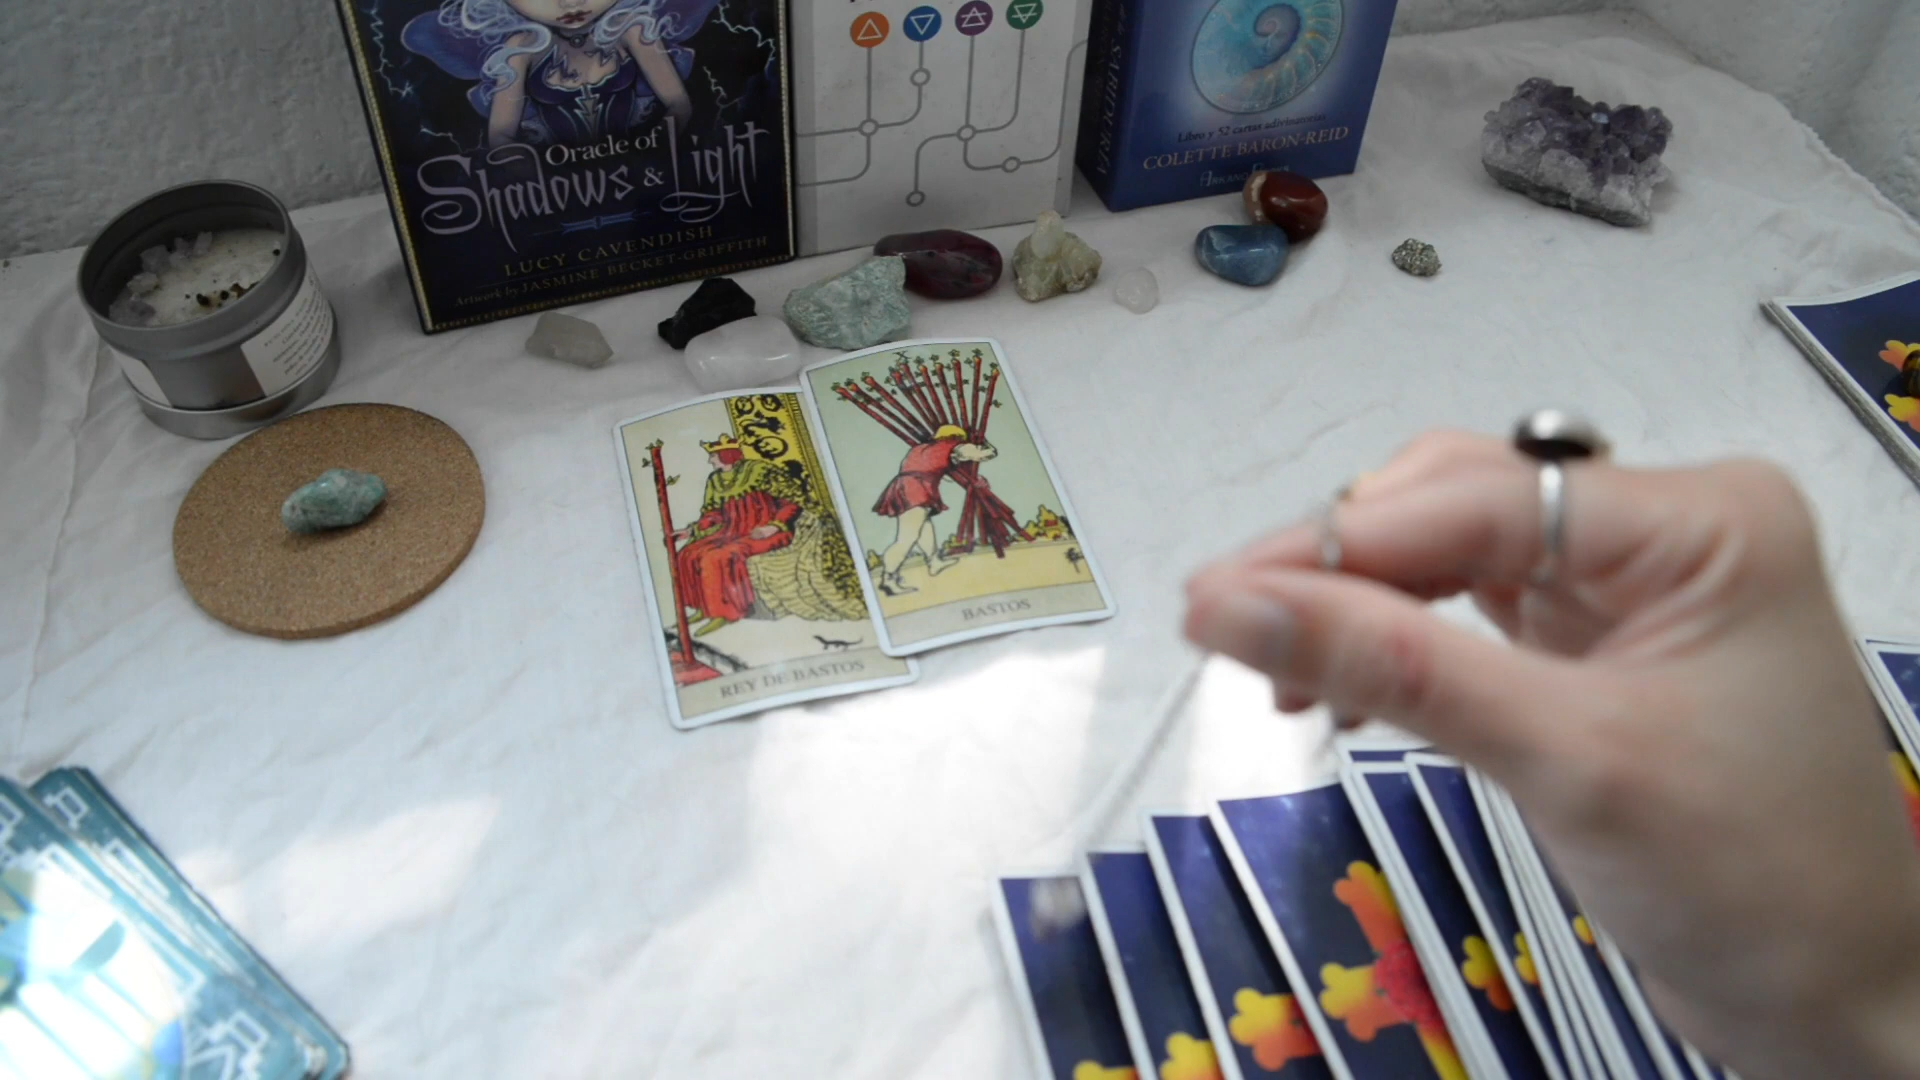 Oracle of
Shadows & Light
LUCY CAVENDISH
Artwork by JASMINE BECKET-GRIFFITH
Libro y 52 cartas adivinatorias
COLETTE BARON-REID
X
BASTOS
REY DE BASTOS